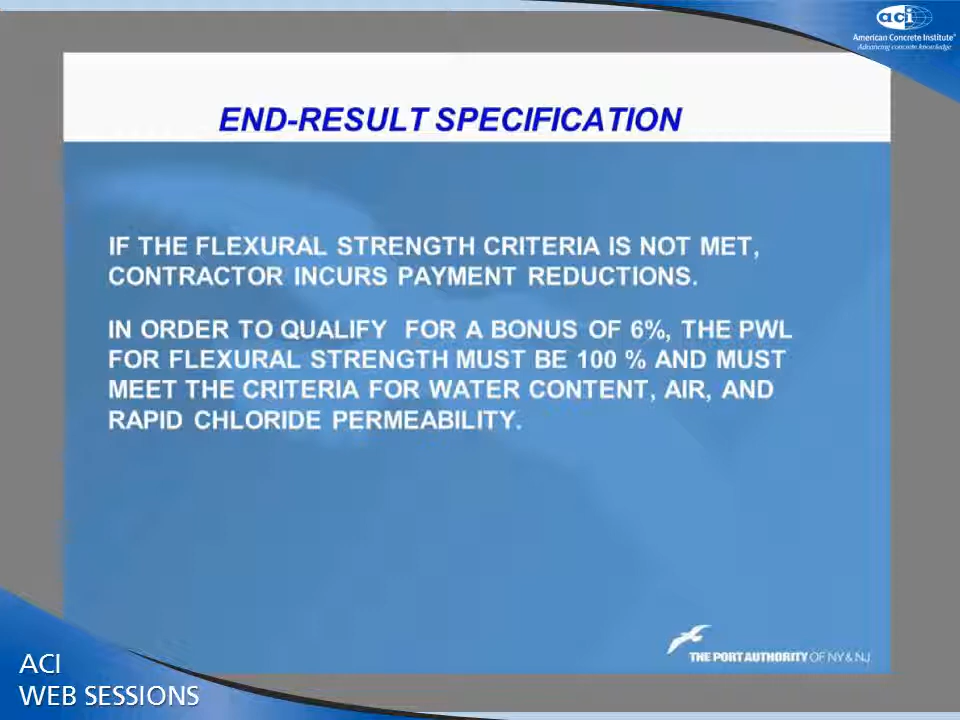 aci
American Concrete Institute®
Advancing concrete knowledge
END-RESULT SPECIFICATION
IF THE FLEXURAL STRENGTH CRITERIA IS NOT MET,
CONTRACTOR INCURS PAYMENT REDUCTIONS.
IN ORDER TO QUALIFY FOR A BONUS OF 6%, THE PWL
FOR FLEXURAL STRENGTH MUST BE 100 % AND MUST
MEET THE CRITERIA FOR WATER CONTENT, AIR, AND
RAPID CHLORIDE PERMEABILITY.
THE PORT AUTHORITY OF NY & NJ
ACI
WEB SESSIONS